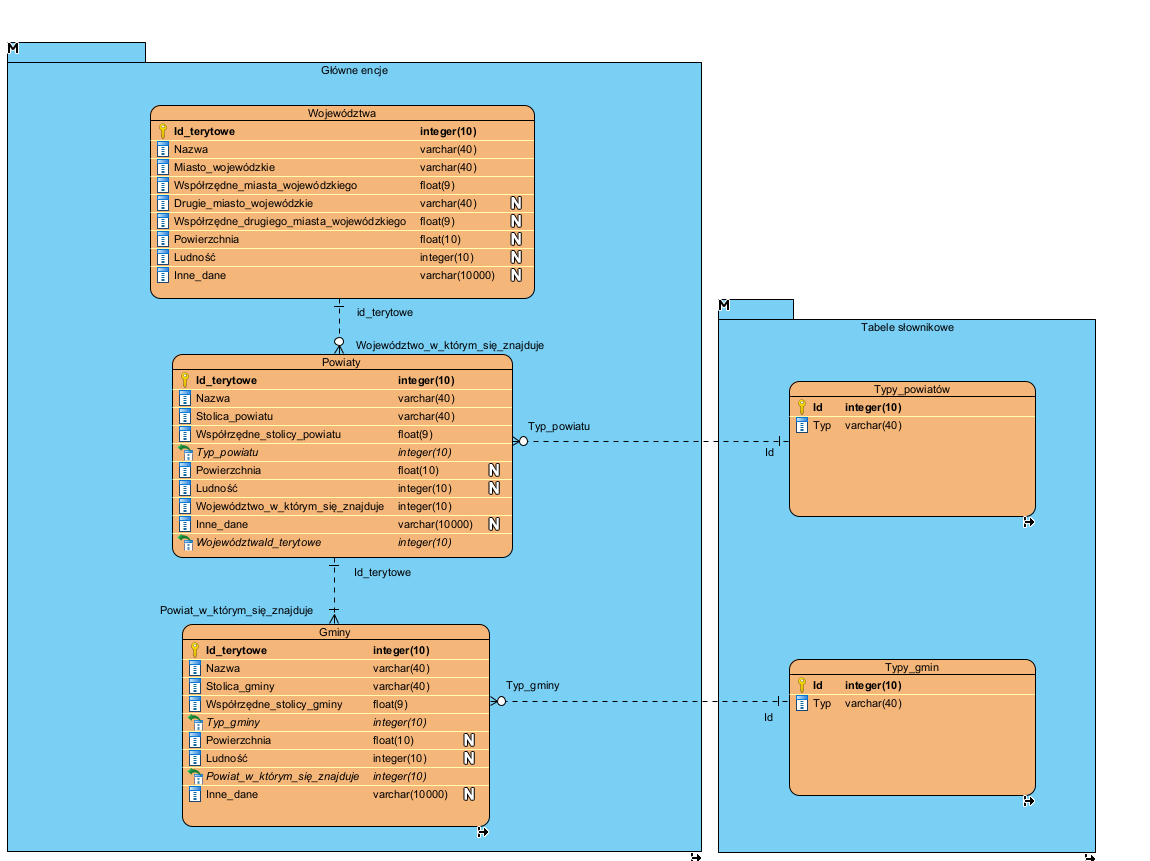 M
Główne encje
Województwa
Id_terytowe integer(10)
Nazwa varchar(40)
Miasto_wojewódzkie varchar(40)
Współrzędne_miasta_wojewódzkiego float(9)
Drugie_miasto_wojewódzkie varchar(40) N
Współrzędne_drugiego_miasta_wojewódzkiego float(9) N
Powierzchnia float(10) N
Ludność integer(10) N
Inne_dane varchar(10000) N
id_terytowe
Województwo_w_którym_się_znajduje
Powiaty
Id_terytowe integer(10)
Nazwa varchar(40)
Stolica_powiatu varchar(40)
Współrzędne_stolicy_powiatu float(9)
Typ_powiatu integer(10)
Powierzchnia float(10) N
Ludność integer(10) N
Województwo_w_którym_się_znajduje integer(10)
Inne_dane varchar(10000) N
WojewództwaId_terytowe integer(10)
Id_terytowe
Powiat_w_którym_się_znajduje
Gminy
Id_terytowe integer(10)
Nazwa varchar(40)
Stolica_gminy varchar(40)
Współrzędne_stolicy_gminy float(9)
Typ_gminy integer(10)
Powierzchnia float(10) N
Ludność integer(10) N
Powiat_w_którym_się_znajduje integer(10)
Inne_dane varchar(10000) N
Typ_powiatu
Id
Typ_gminy
Id
M
Tabele słownikowe
Typy_powiatów
Id integer(10)
Typ varchar(40)
Typy_gmin
Id integer(10)
Typ varchar(40)